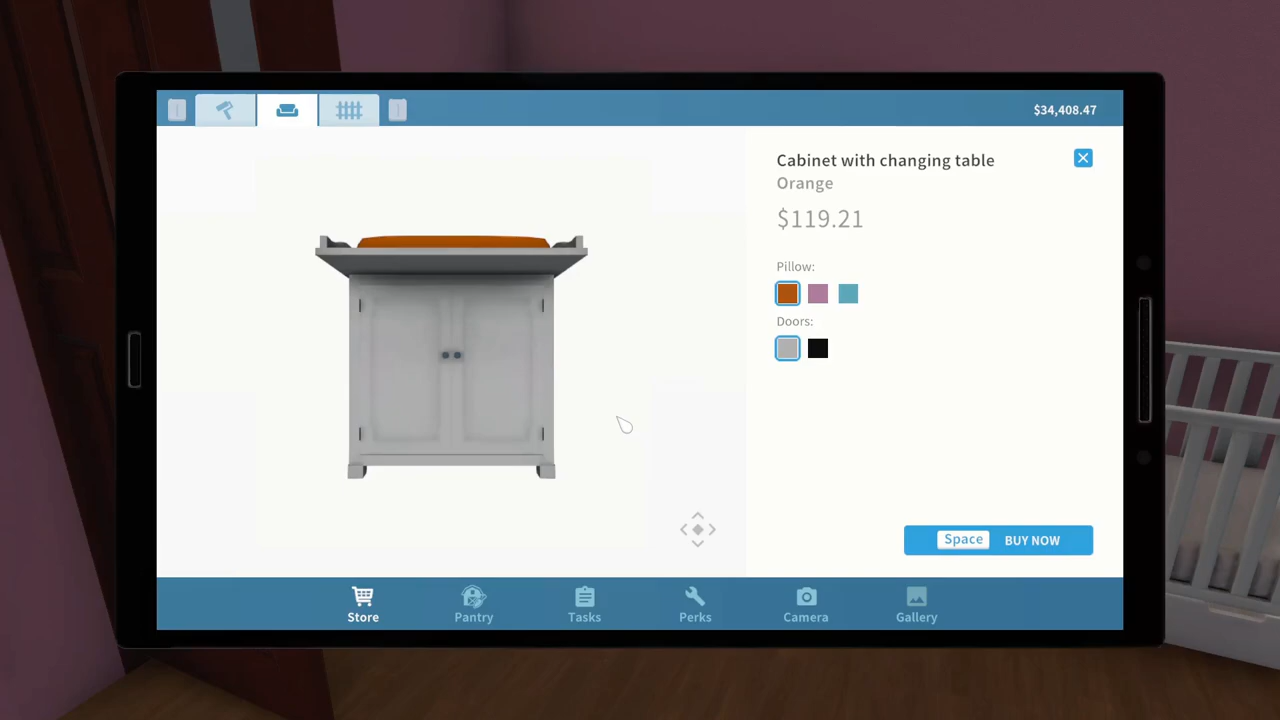 $34,408.47
Cabinet with changing table
Orange
$119.21
Pillow:
Doors:
Space BUY NOW
Store Pantry Tasks Perks Camera Gallery